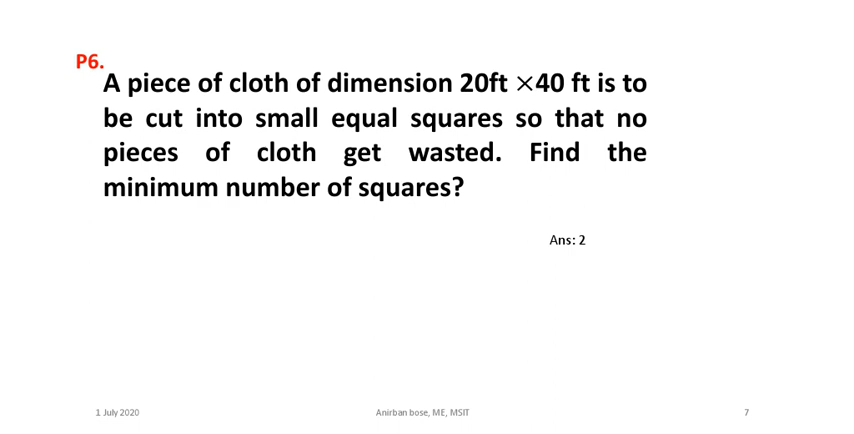 P6.
A piece of cloth of dimension 20ft ×40 ft is to
be cut into small equal squares so that no
pieces of cloth get wasted. Find the
minimum number of squares?
Ans: 2
1 July 2020
Anirban bose, ME, MSIT
7